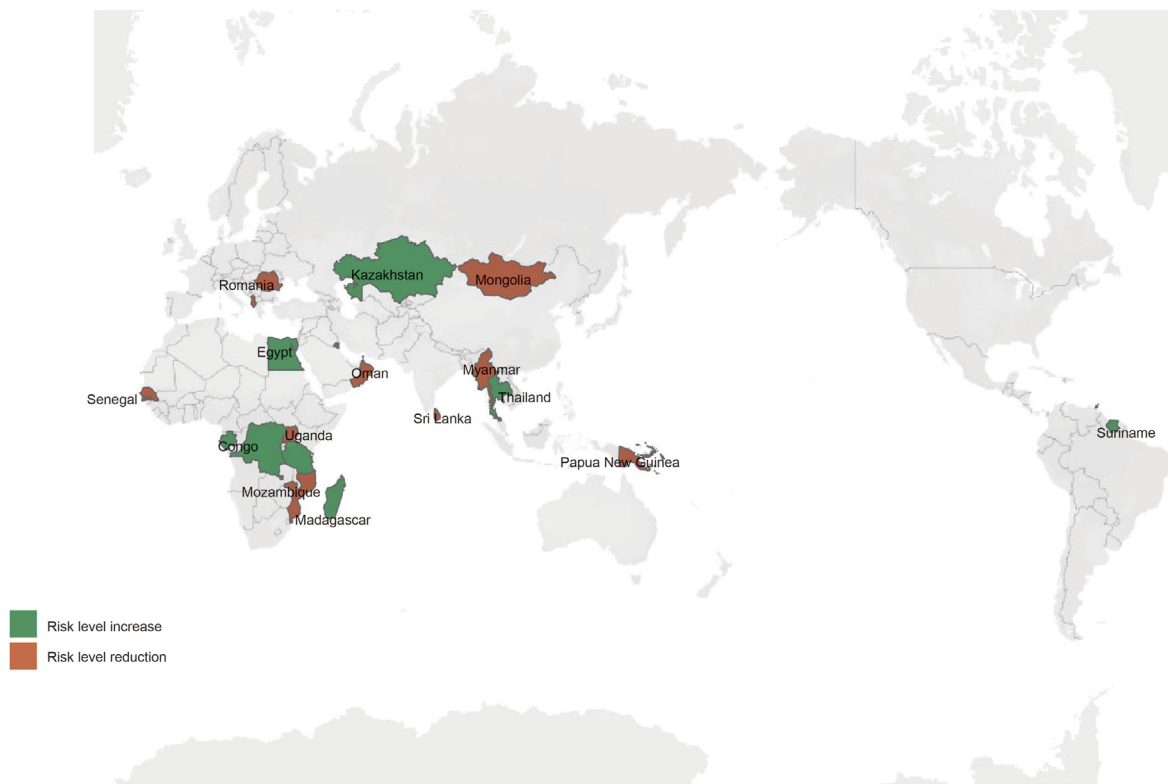 Kazakhstan
Mongolia
Romania
Egypt
Oman
Myanmar
Senegal
Thailand
Sri Lanka
Suriname
Uganda
Congo
Papua New Guinea
Mozambique
Madagascar
Risk level increase
Risk level reduction